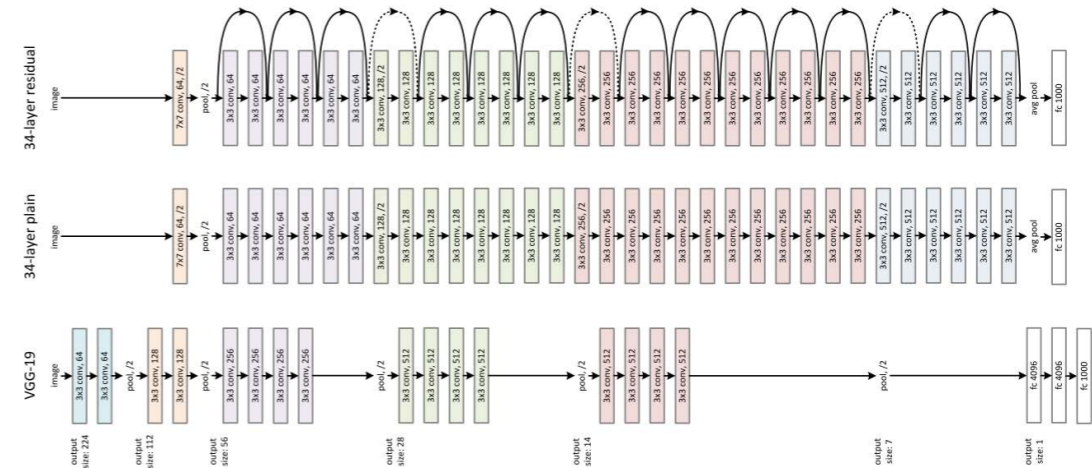 34-layer residual
image
7x7 conv, 64, /2
pool, /2
3x3 conv, 64
3x3 conv, 64
3x3 conv, 64
3x3 conv, 64
3x3 conv, 64
3x3 conv, 64
3x3 conv, 128, /2
3x3 conv, 128
3x3 conv, 128
3x3 conv, 128
3x3 conv, 128
3x3 conv, 128
3x3 conv, 128
3x3 conv, 128
3x3 conv, 256, /2
3x3 conv, 256
3x3 conv, 256
3x3 conv, 256
3x3 conv, 256
3x3 conv, 256
3x3 conv, 256
3x3 conv, 256
3x3 conv, 256
3x3 conv, 256
3x3 conv, 256
3x3 conv, 256
3x3 conv, 512, /2
3x3 conv, 512
3x3 conv, 512
3x3 conv, 512
3x3 conv, 512
3x3 conv, 512
avg pool
fc 1000
34-layer plain
image
7x7 conv, 64, /2
pool, /2
3x3 conv, 64
3x3 conv, 64
3x3 conv, 64
3x3 conv, 64
3x3 conv, 64
3x3 conv, 64
3x3 conv, 128, /2
3x3 conv, 128
3x3 conv, 128
3x3 conv, 128
3x3 conv, 128
3x3 conv, 128
3x3 conv, 128
3x3 conv, 128
3x3 conv, 256, /2
3x3 conv, 256
3x3 conv, 256
3x3 conv, 256
3x3 conv, 256
3x3 conv, 256
3x3 conv, 256
3x3 conv, 256
3x3 conv, 256
3x3 conv, 256
3x3 conv, 256
3x3 conv, 256
3x3 conv, 512, /2
3x3 conv, 512
3x3 conv, 512
3x3 conv, 512
3x3 conv, 512
3x3 conv, 512
avg pool
fc 1000
VGG-19
image
3x3 conv, 64
3x3 conv, 64
pool, /2
3x3 conv, 128
3x3 conv, 128
pool, /2
3x3 conv, 256
3x3 conv, 256
3x3 conv, 256
3x3 conv, 256
pool, /2
3x3 conv, 512
3x3 conv, 512
3x3 conv, 512
3x3 conv, 512
pool, /2
3x3 conv, 512
3x3 conv, 512
3x3 conv, 512
3x3 conv, 512
pool, /2
fc 4096
fc 4096
fc 1000
output
size: 224
output
size: 112
output
size: 56
output
size: 28
output
size: 14
output
size: 7
output
size: 1